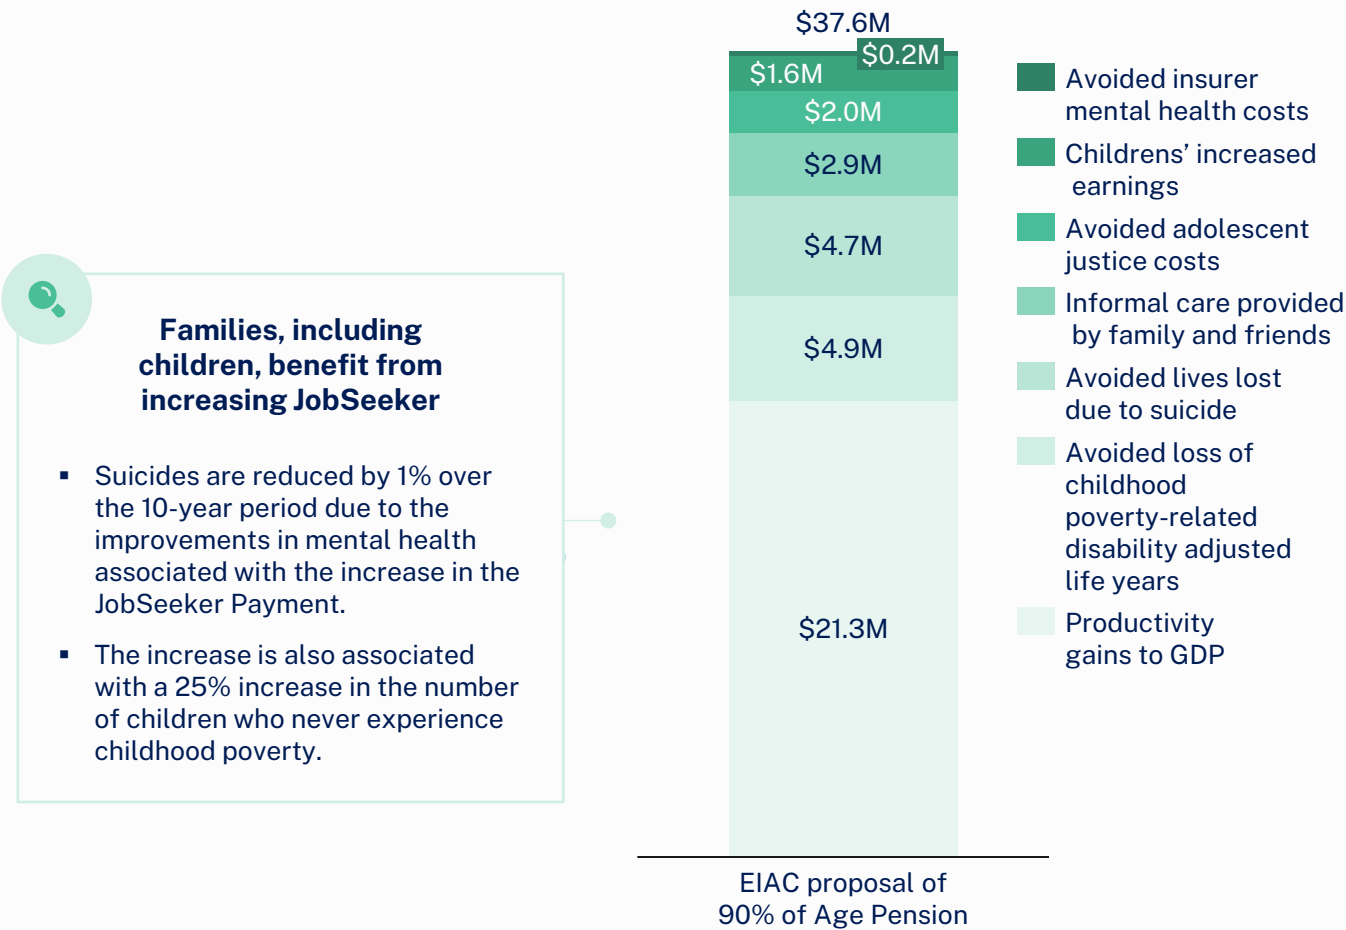 Families, including
children, benefit from
increasing JobSeeker
▪ Suicides are reduced by 1% over
the 10-year period due to the
improvements in mental health
associated with the increase in the
JobSeeker Payment.
▪ The increase is also associated
with a 25% increase in the number
of children who never experience
childhood poverty.
$37.6M
$0.2M
$1.6M
$2.0M
$2.9M
$4.7M
$4.9M
$21.3M
EIAC proposal of
90% of Age Pension
Avoided insurer
mental health costs
Childrens’ increased
earnings
Avoided adolescent
justice costs
Informal care provided
by family and friends
Avoided lives lost
due to suicide
Avoided loss of
childhood
poverty-related
disability adjusted
life years
Productivity
gains to GDP